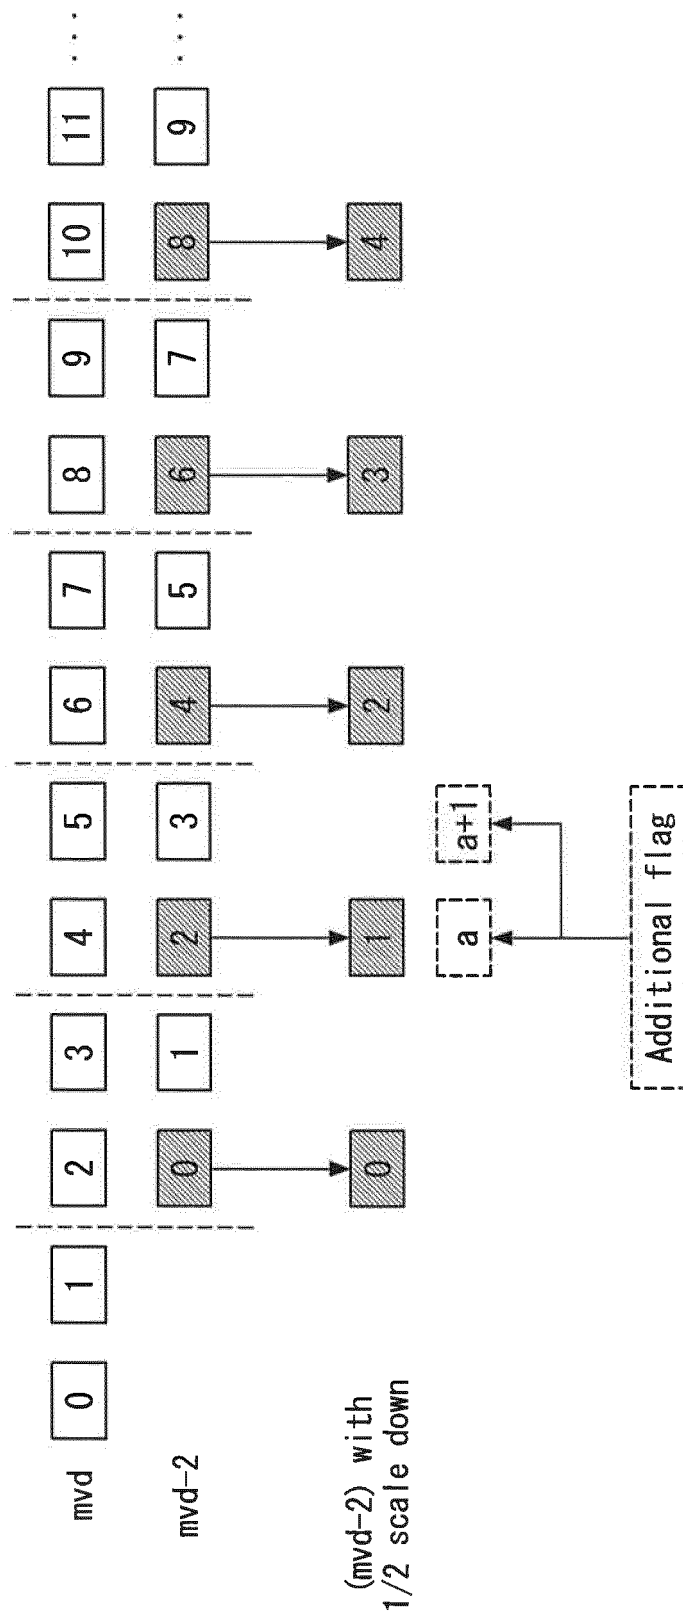 mvd 0 1 2 3 4 5 6 7 8 9 10 11 ...
mvd-2 0 1 2 3 4 5 6 7 8 9 ...
(mvd-2) with
1/2 scale down
0 1 2 3 4
a a+1
Additional flag